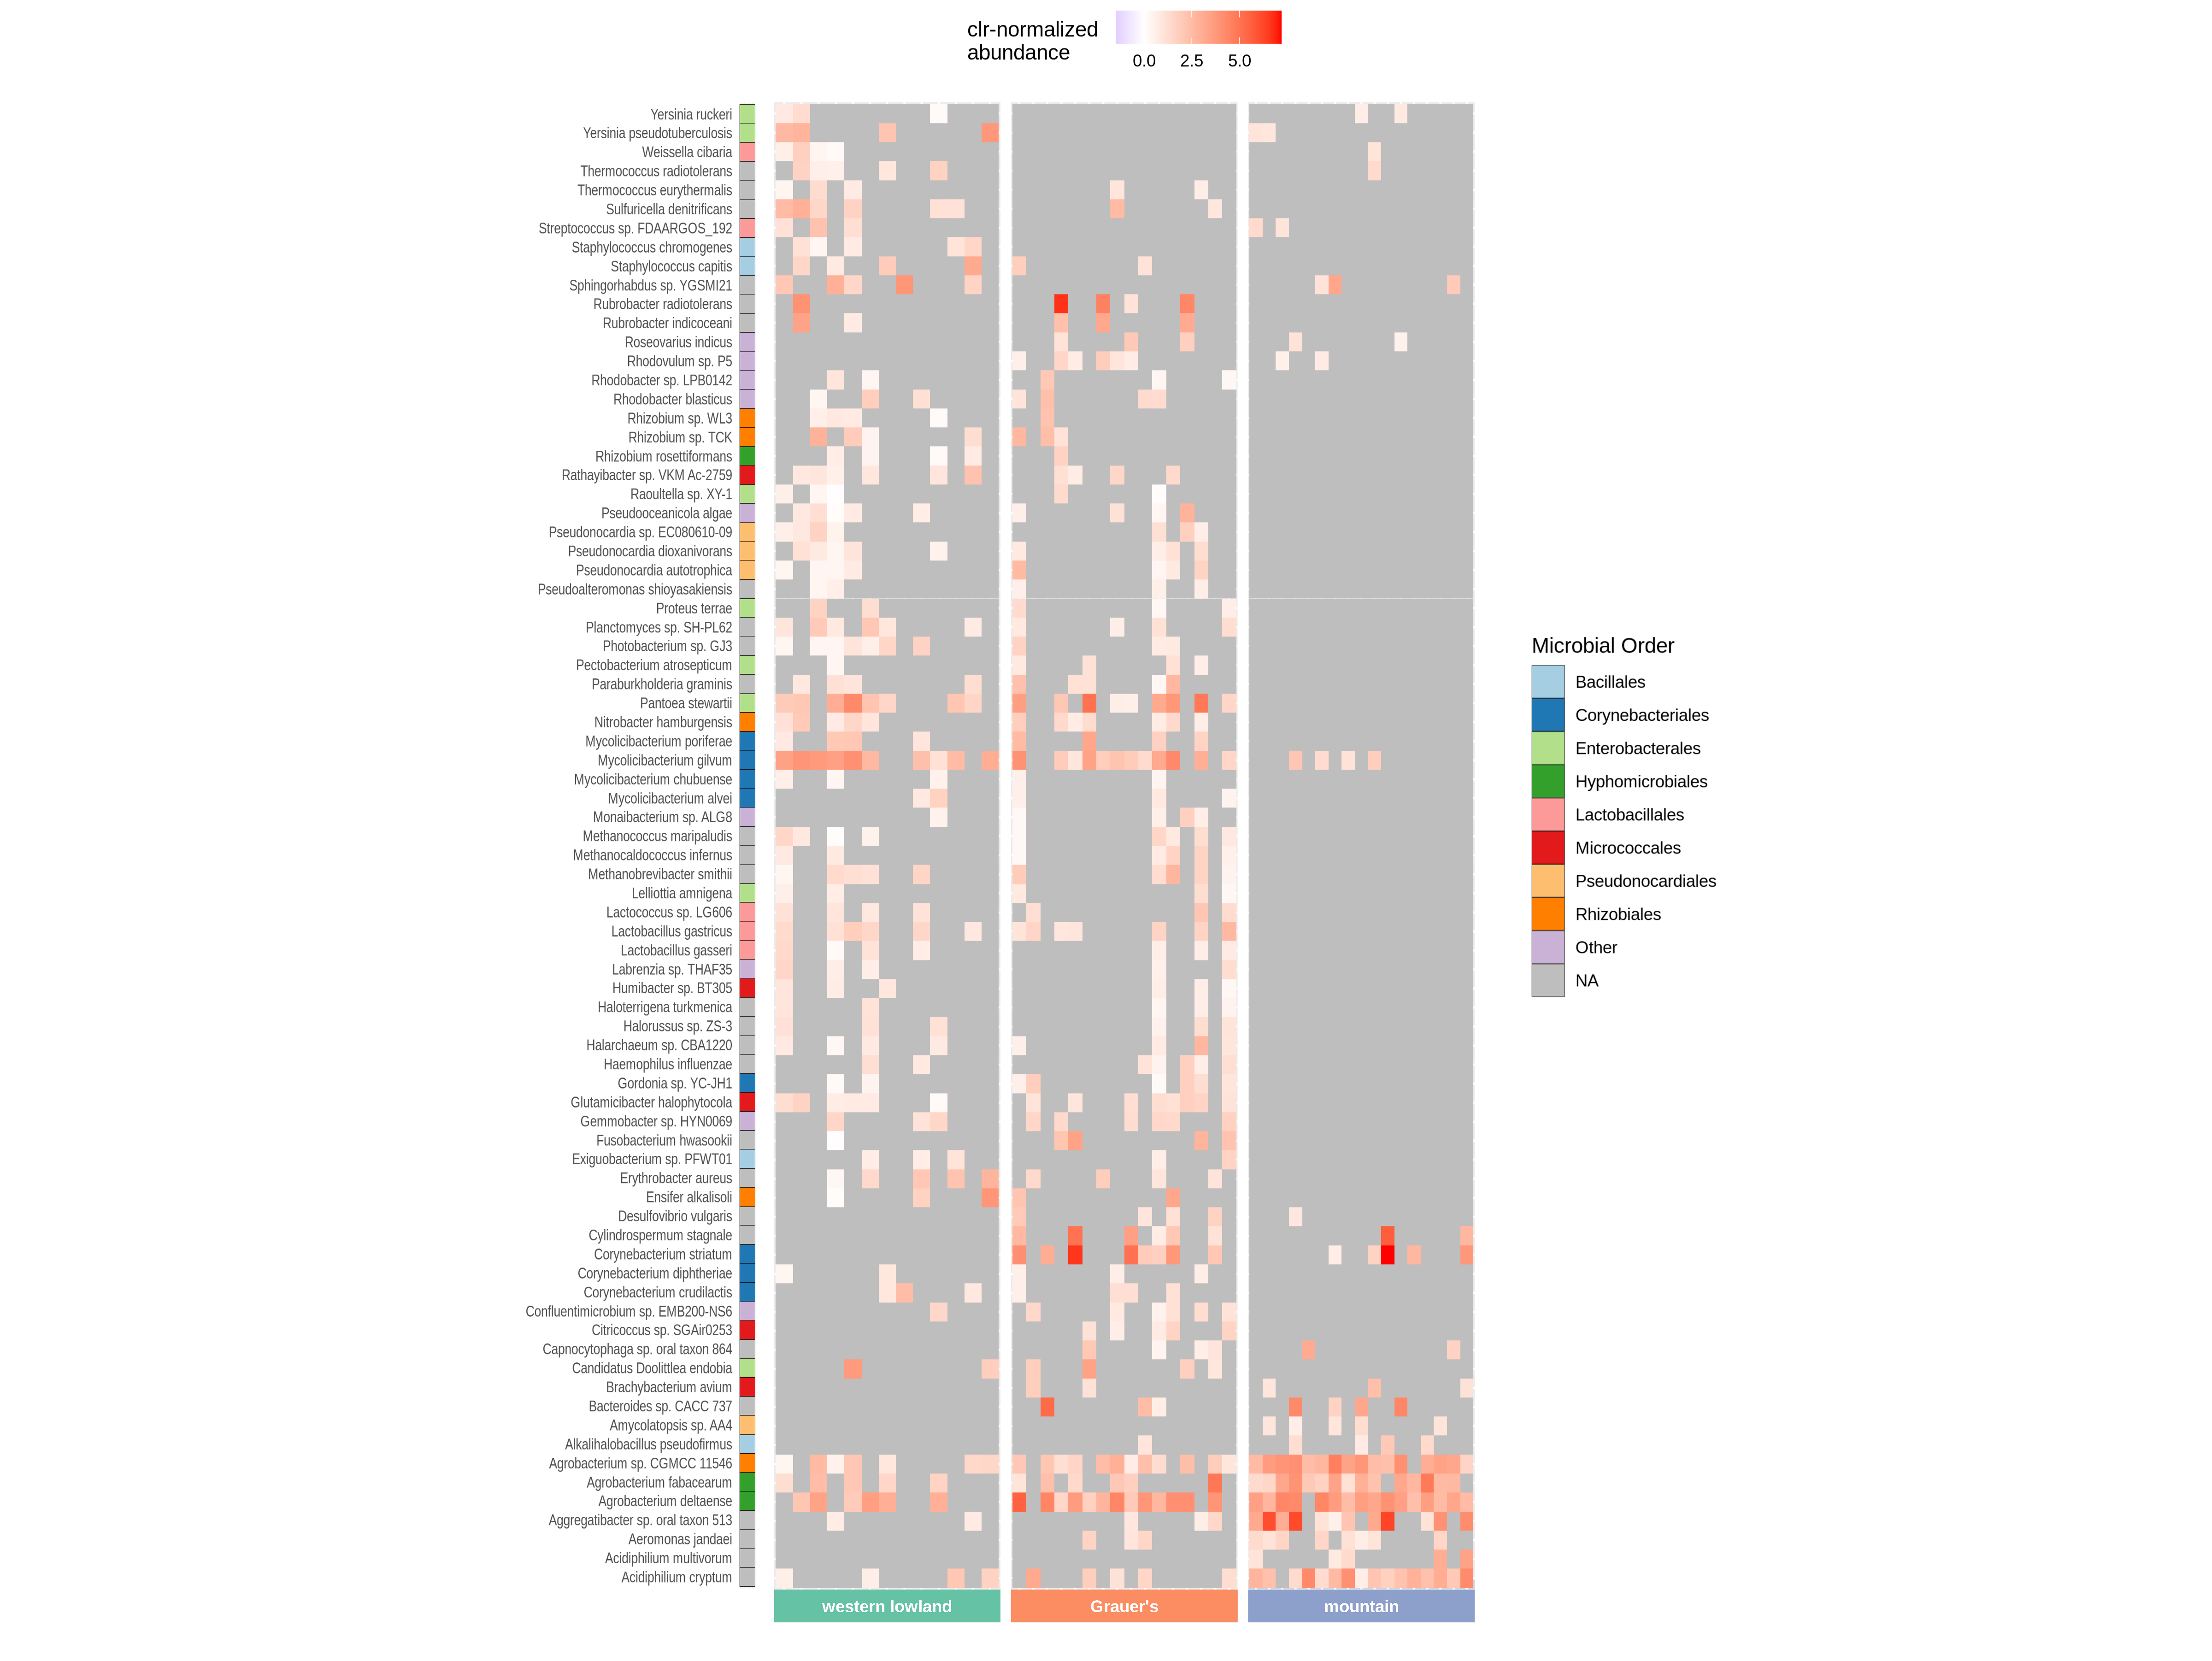 clr-normalized
abundance
0.0 2.5 5.0
Yersinia ruckeri
Yersinia pseudotuberculosis
Weissella cibaria
Thermococcus radiotolerans
Thermococcus eurythermalis
Sulfuricella denitrificans
Streptococcus sp. FDAARGOS_192
Staphylococcus chromogenes
Staphylococcus capitis
Sphingorhabdus sp. YGSMI21
Rubrobacter radiotolerans
Rubrobacter indicoceani
Roseovarius indicus
Rhodovulum sp. P5
Rhodobacter sp. LPB0142
Rhodobacter blasticus
Rhizobium sp. WL3
Rhizobium sp. TCK
Rhizobium rosettiformans
Rathayibacter sp. VKM Ac-2759
Raoultella sp. XY-1
Pseudooceanicola algae
Pseudonocardia sp. EC080610-09
Pseudonocardia dioxanivorans
Pseudonocardia autotrophica
Pseudoalteromonas shioyasakiensis
Proteus terrae
Planctomyces sp. SH-PL62
Photobacterium sp. GJ3
Pectobacterium atrosepticum
Paraburkholderia graminis
Pantoea stewartii
Nitrobacter hamburgensis
Mycolicibacterium poriferae
Mycolicibacterium gilvum
Mycolicibacterium chubuense
Mycolicibacterium alvei
Monaibacterium sp. ALG8
Methanococcus maripaludis
Methanocaldococcus infernus
Methanobrevibacter smithii
Lelliottia amnigena
Lactococcus sp. LG606
Lactobacillus gastricus
Lactobacillus gasseri
Labrenzia sp. THAF35
Humibacter sp. BT305
Haloterrigena turkmenica
Halorussus sp. ZS-3
Halarchaeum sp. CBA1220
Haemophilus influenzae
Gordonia sp. YC-JH1
Glutamicibacter halophytocola
Gemmobacter sp. HYN0069
Fusobacterium hwasookii
Exiguobacterium sp. PFWT01
Erythrobacter aureus
Ensifer alkalisoli
Desulfovibrio vulgaris
Cylindrospermum stagnale
Corynebacterium striatum
Corynebacterium diphtheriae
Corynebacterium crudilactis
Confluentimicrobium sp. EMB200-NS6
Citricoccus sp. SGAir0253
Capnocytophaga sp. oral taxon 864
Candidatus Doolittlea endobia
Brachybacterium avium
Bacteroides sp. CACC 737
Amycolatopsis sp. AA4
Alkalihalobacillus pseudofirmus
Agrobacterium sp. CGMCC 11546
Agrobacterium fabacearum
Agrobacterium deltaense
Aggregatibacter sp. oral taxon 513
Aeromonas jandaei
Acidiphilium multivorum
Acidiphilium cryptum
western lowland
Grauer's
mountain
Microbial Order
Bacillales
Corynebacteriales
Enterobacterales
Hyphomicrobiales
Lactobacillales
Micrococcales
Pseudonocardiales
Rhizobiales
Other
NA